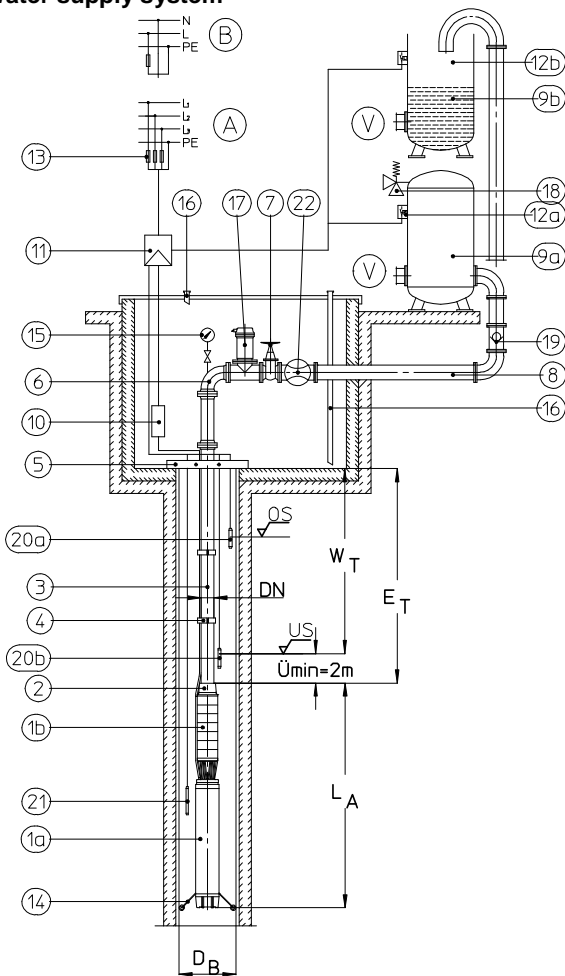 water supply system
N
L
PE
B
12b
9b
V
L1
L2
L3
PE
A
13
16
17
7
22
18
12a
11
9a
V
15
19
6
8
10
16
5
OS
20a
WT
ET
3
DN
4
US
20b
Ümin=2m
2
1b
LA
21
1a
14
DB